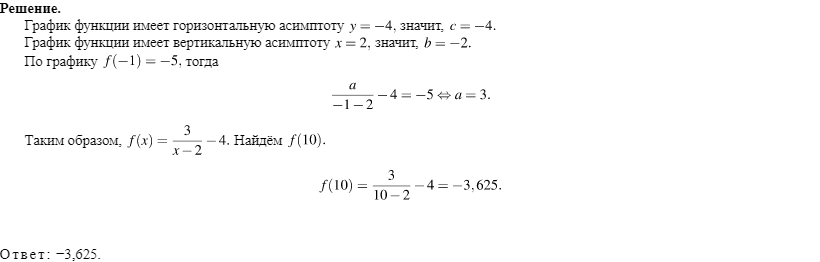 Решение.
График функции имеет горизонтальную асимптоту y = −4, значит, c = −4.
График функции имеет вертикальную асимптоту x = 2, значит, b = −2.
По графику f(−1) = −5, тогда
a/(−1 − 2) − 4 = −5 ⇔ a = 3.
Таким образом, f(x) = 3/(x − 2) − 4. Найдём f(10).
f(10) = 3/(10 − 2) − 4 = −3,625.
Ответ: −3,625.